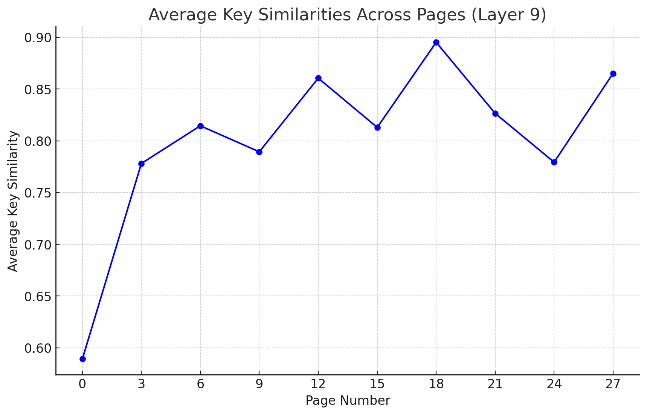 Average Key Similarities Across Pages (Layer 9)
0.90
0.85
0.80
0.75
0.70
0.65
0.60
Average Key Similarity
0 3 6 9 12 15 18 21 24 27
Page Number